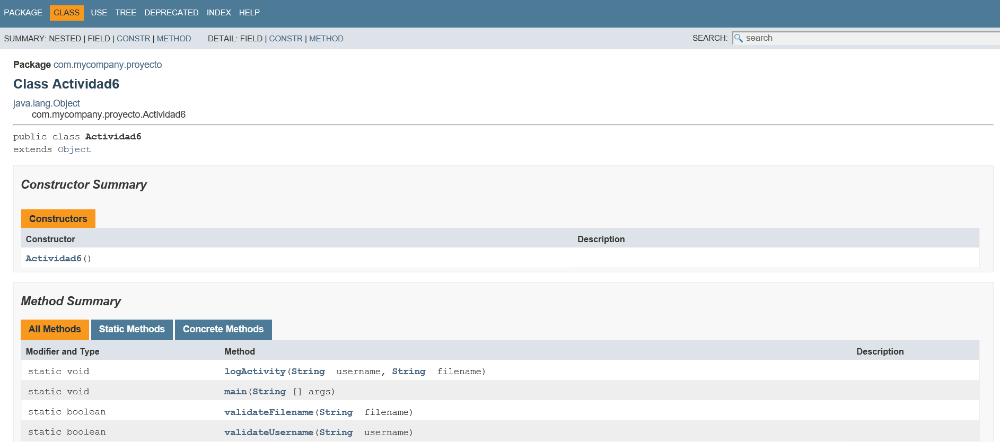 PACKAGE CLASS USE TREE DEPRECATED INDEX HELP
SUMMARY: NESTED | FIELD | CONSTR | METHOD DETAIL: FIELD | CONSTR | METHOD SEARCH: search
Package com.mycompany.proyecto
Class Actividad6
java.lang.Object
com.mycompany.proyecto.Actividad6
public class Actividad6
extends Object
Constructor Summary
Constructors
Constructor Description
Actividad6()
Method Summary
All Methods Static Methods Concrete Methods
Modifier and Type Method Description
static void logActivity(String username, String filename)
static void main(String [] args)
static boolean validateFilename(String filename)
static boolean validateUsername(String username)